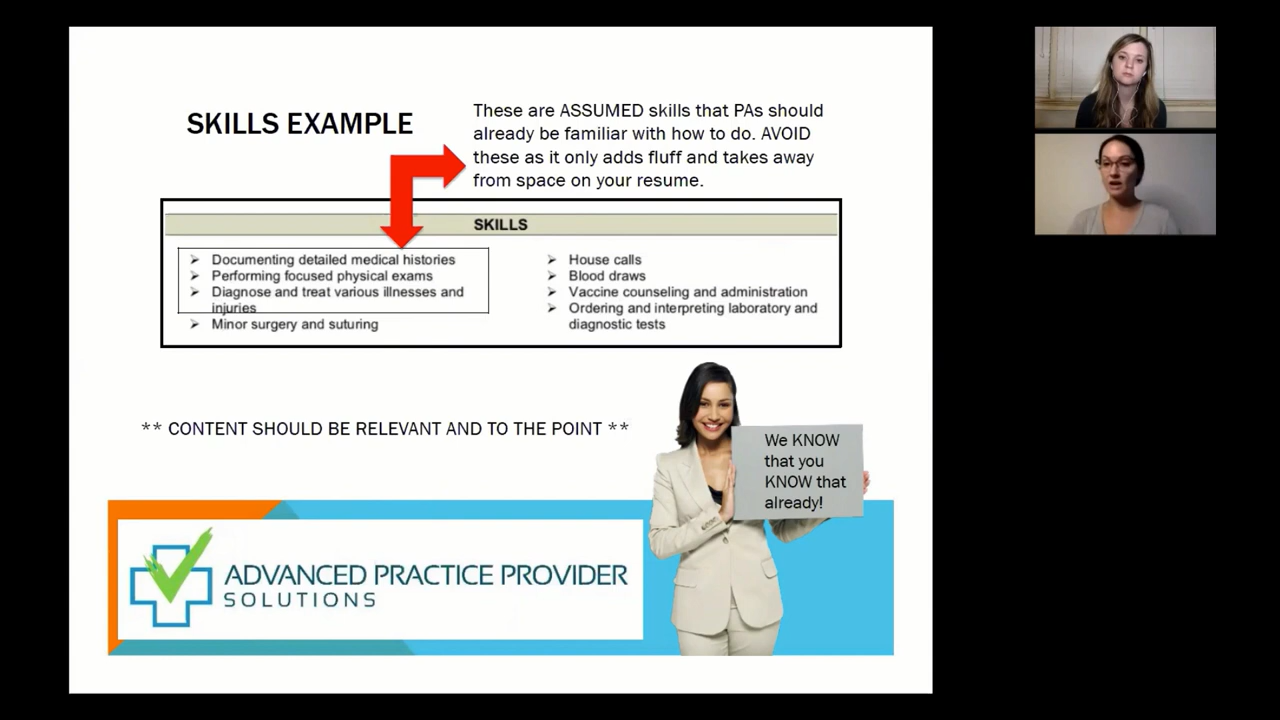 SKILLS EXAMPLE
These are ASSUMED skills that PAs should
already be familiar with how to do. AVOID
these as it only adds fluff and takes away
from space on your resume.
SKILLS
➢ Documenting detailed medical histories
➢ Performing focused physical exams
➢ Diagnose and treat various illnesses and
injuries
➢ Minor surgery and suturing
➢ House calls
➢ Blood draws
➢ Vaccine counseling and administration
➢ Ordering and interpreting laboratory and
diagnostic tests
** CONTENT SHOULD BE RELEVANT AND TO THE POINT **
We KNOW
that you
KNOW that
already!
ADVANCED PRACTICE PROVIDER
SOLUTIONS